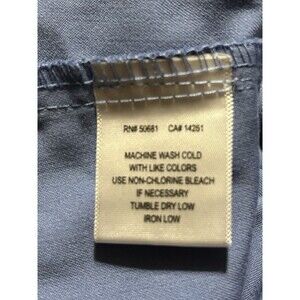 RN# 50681 CA# 14251
MACHINE WASH COLD
WITH LIKE COLORS
USE NON-CHLORINE BLEACH
IF NECESSARY
TUMBLE DRY LOW
IRON LOW